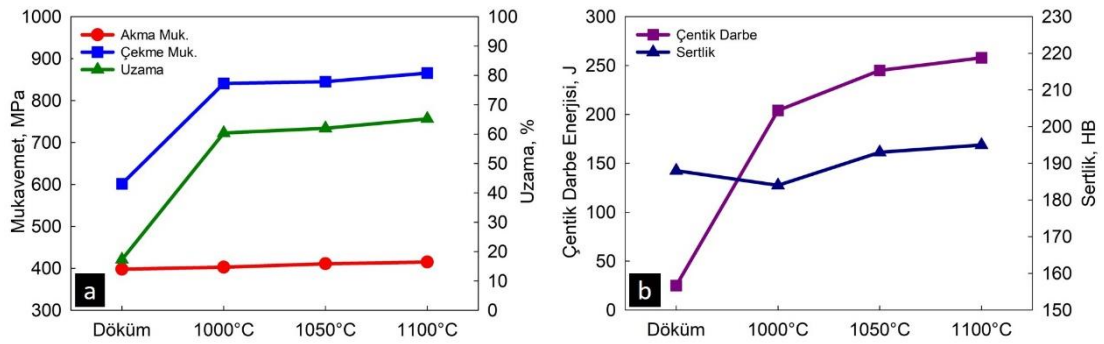 1000
900
800
700
600
500
400
300
Mukavemet, MPa
Akma Muk.
Çekme Muk.
Uzama
100
90
80
70
60
50
40
30
20
10
0
Uzama, %
a
Döküm 1000°C 1050°C 1100°C
300
250
200
150
100
50
0
Çentik Darbe Enerjisi, J
Çentik Darbe
Sertlik
230
220
210
200
190
180
170
160
150
Sertlik, HB
b
Döküm 1000°C 1050°C 1100°C